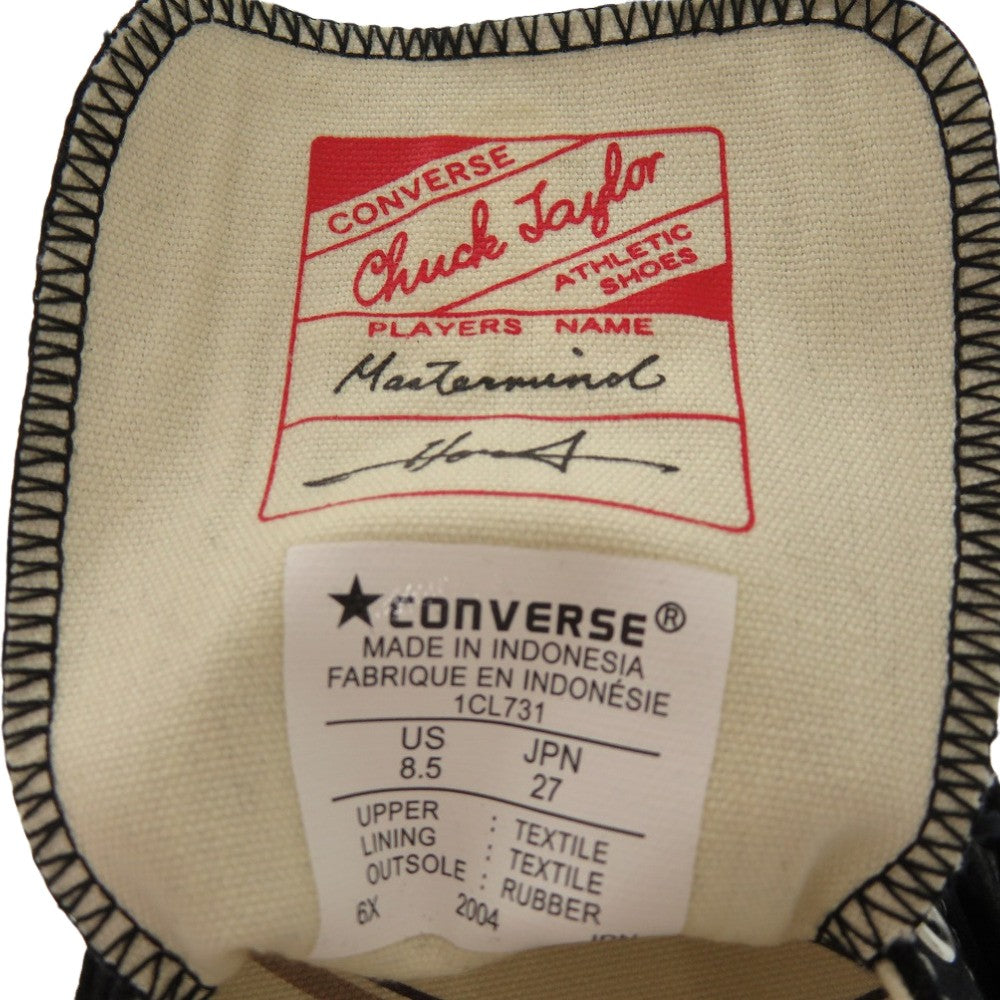 CONVERSE
Chuck Taylor
ATHLETIC
SHOES
PLAYERS NAME
Mastermind
★CONVERSE®
MADE IN INDONESIA
FABRIQUE EN INDONÉSIE
1CL731
US JPN
8.5 27
UPPER : TEXTILE
LINING : TEXTILE
OUTSOLE : RUBBER
6X 2004
JPN